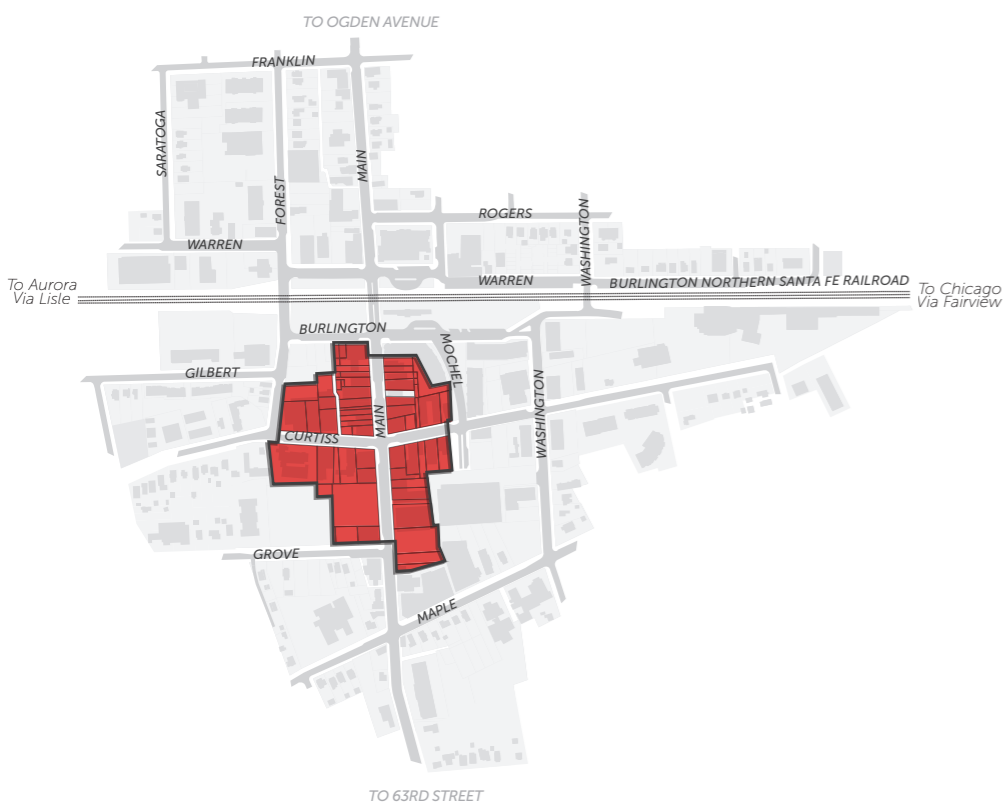 TO OGDEN AVENUE
FRANKLIN
SARATOGA
MAIN
FOREST
ROGERS
WASHINGTON
WARREN
WARREN
BURLINGTON NORTHERN SANTA FE RAILROAD
To Aurora
Via Lisle
To Chicago
Via Fairview
BURLINGTON
MOCHEL
GILBERT
WASHINGTON
MAIN
CURTISS
GROVE
MAPLE
TO 63RD STREET